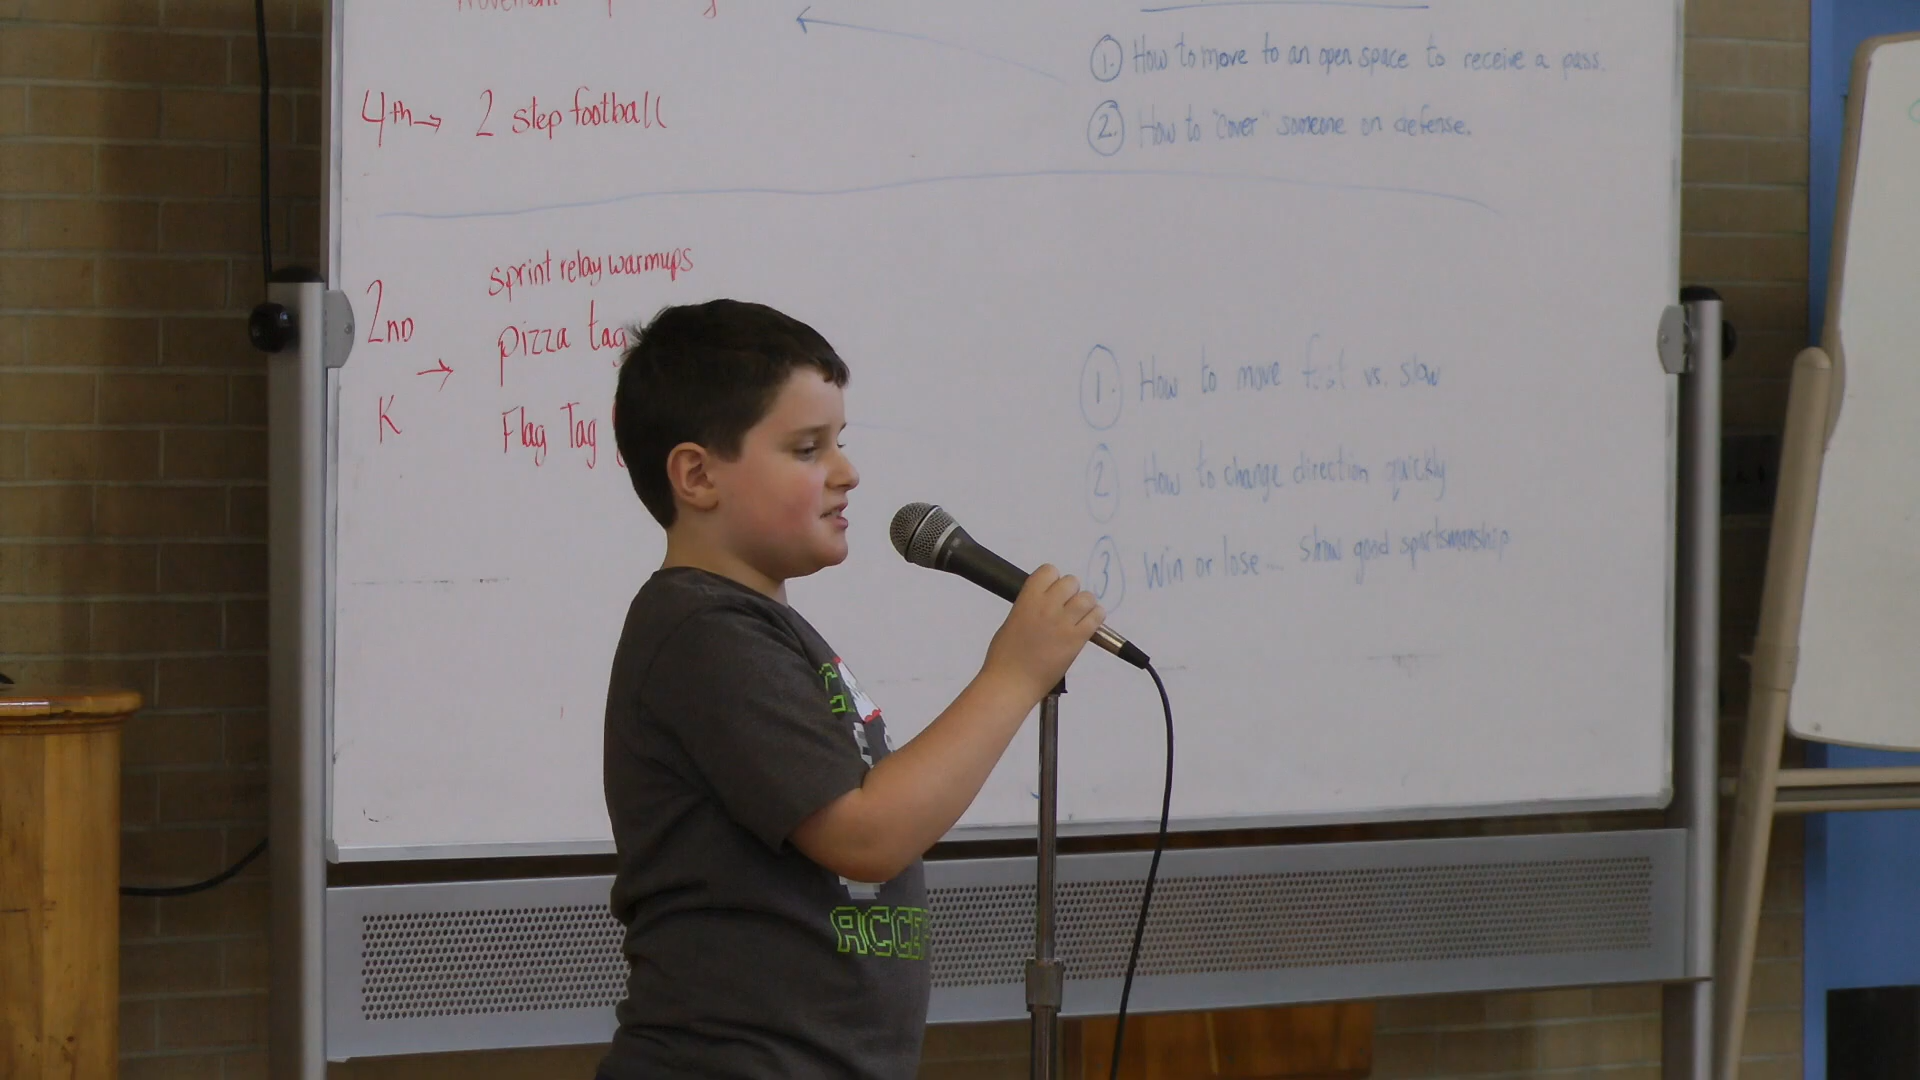 Movement
4th → 2 step football
① How to move to an open space to receive a pass.
② How to "cover" someone on defense.
sprint relay warmups
2ND
→
pizza tag
K
Flag Tag
① How to move fast vs. slow
② How to change direction quickly
③ Win or lose... show good sportsmanship